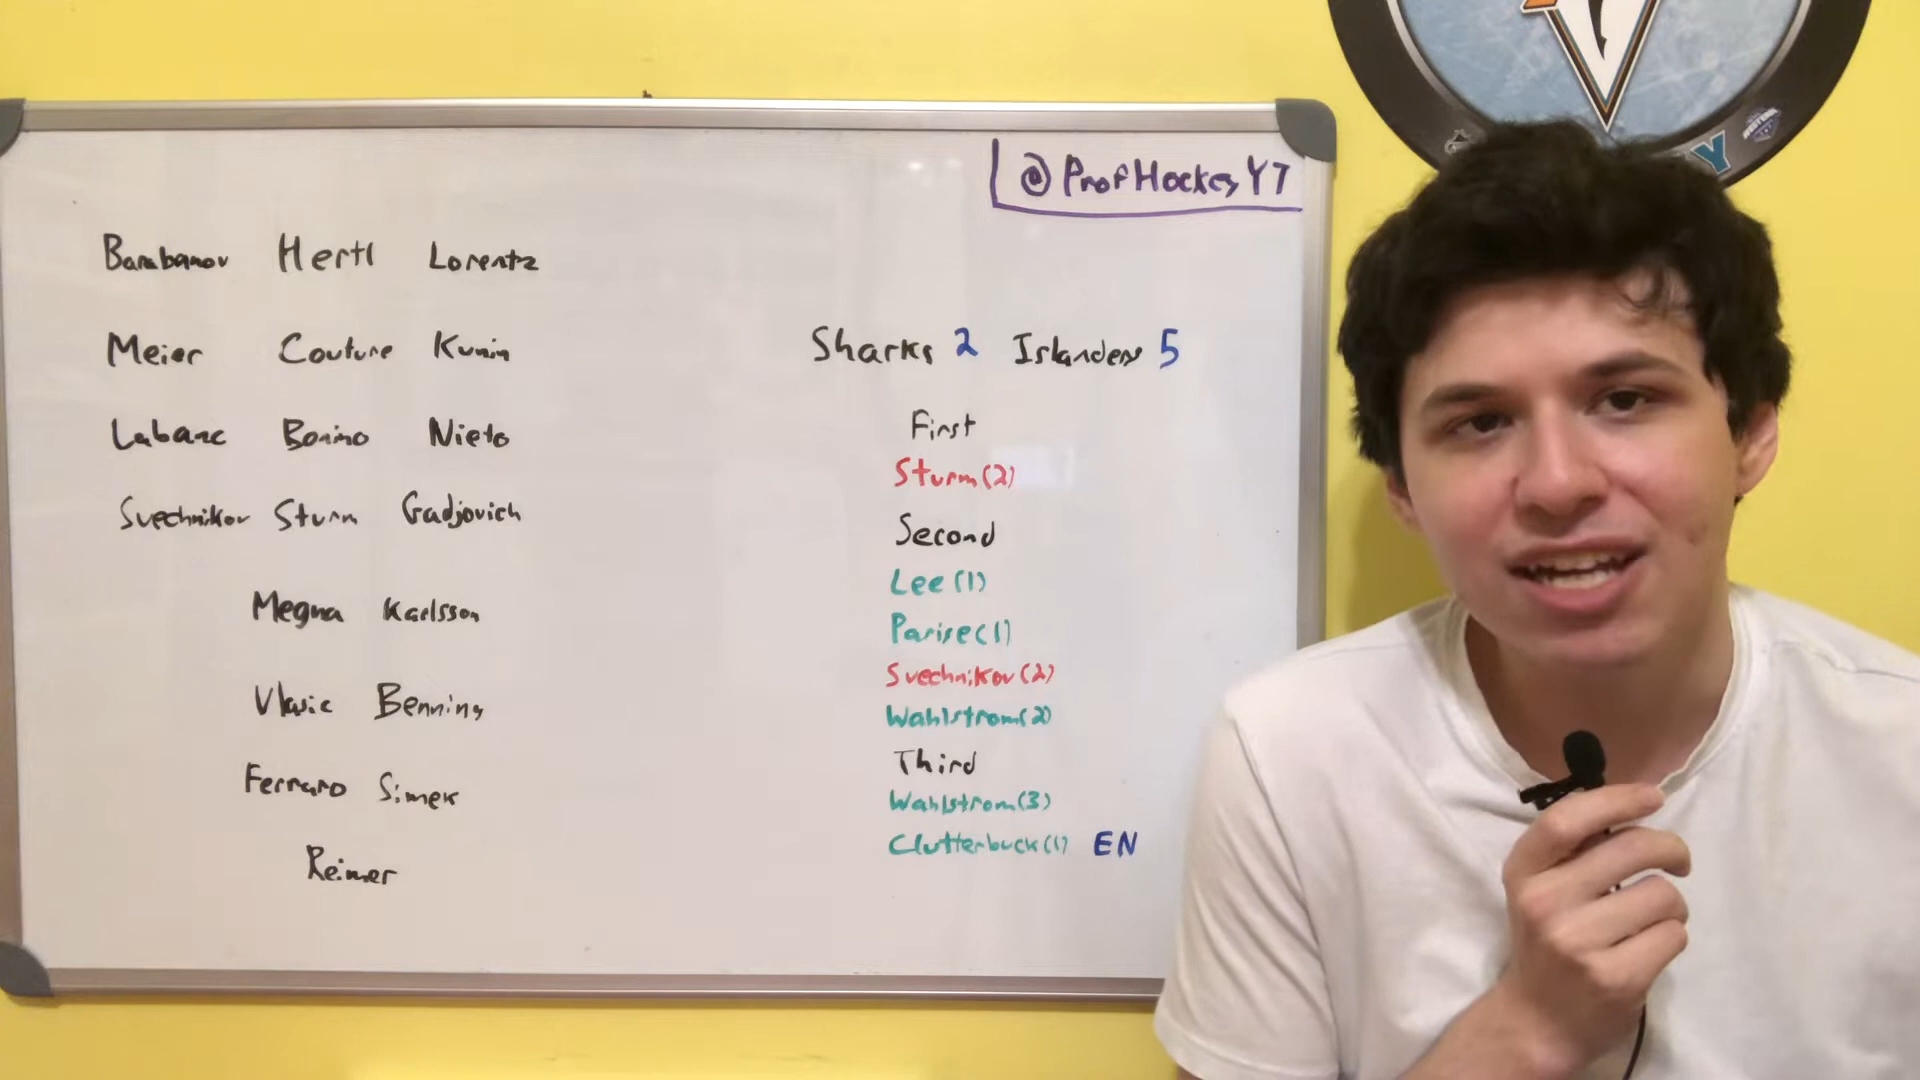 @ProfHockeyYT
Barabanov Hertl Lorentz
Meier Couture Kunin
Labanc Bonino Nieto
Svechnikov Sturm Gadjovich
Megna Karlsson
Vlasic Benning
Ferraro Simek
Reimer
Sharks 2 Islanders 5
First
Sturm(2)
Second
Lee(1)
Parise(1)
Svechnikov(2)
Wahlstrom(2)
Third
Wahlstrom(3)
Clutterbuck(1) EN
Y